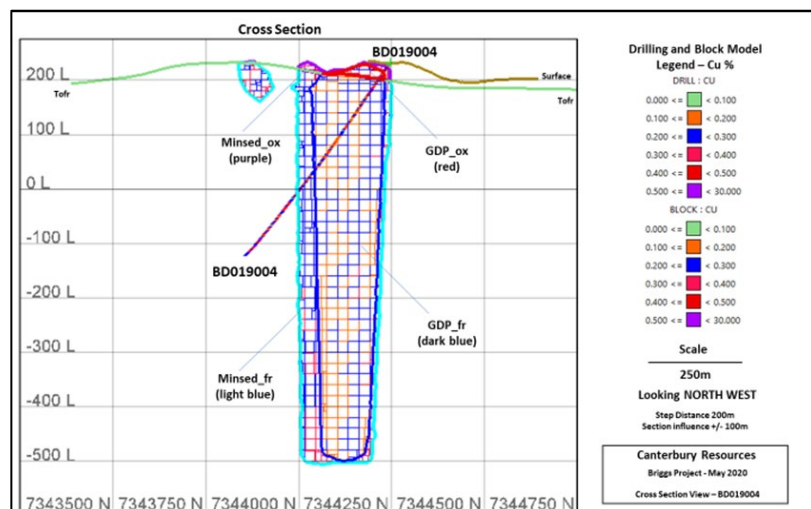 Cross Section
BD019004
200 L
100 L
0 L
-100 L
-200 L
-300 L
-400 L
-500 L
Tofr
Surface
Tofr
Minsed_ox
(purple)
GDP_ox
(red)
BD019004
GDP_fr
(dark blue)
Minsed_fr
(light blue)
7343500 N
7343750 N
7344000 N
7344250 N
7344500 N
7344750 N
Drilling and Block Model
Legend – Cu %
DRILL : CU
0.000 <= < 0.100
0.100 <= < 0.200
0.200 <= < 0.300
0.300 <= < 0.400
0.400 <= < 0.500
0.500 <= < 30.000
BLOCK : CU
0.000 <= < 0.100
0.100 <= < 0.200
0.200 <= < 0.300
0.300 <= < 0.400
0.400 <= < 0.500
0.500 <= < 30.000
Scale
250m
Looking NORTH WEST
Step Distance 200m
Section influence +/- 100m
Canterbury Resources
Briggs Project - May 2020
Cross Section View – BD019004